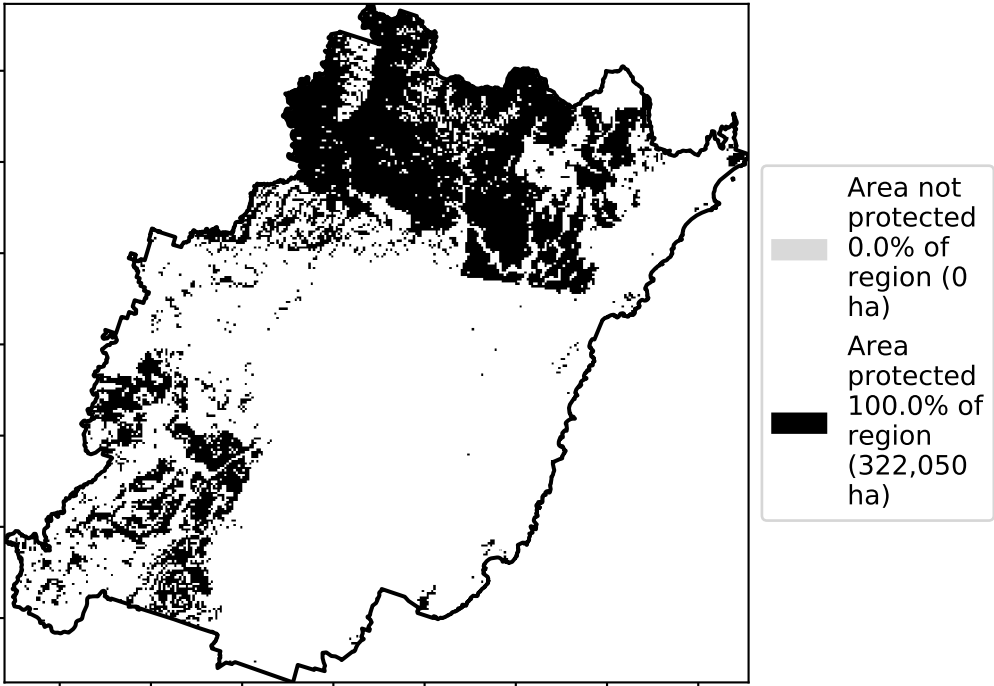 Area not
protected
0.0% of
region (0
ha)
Area
protected
100.0% of
region
(322,050
ha)